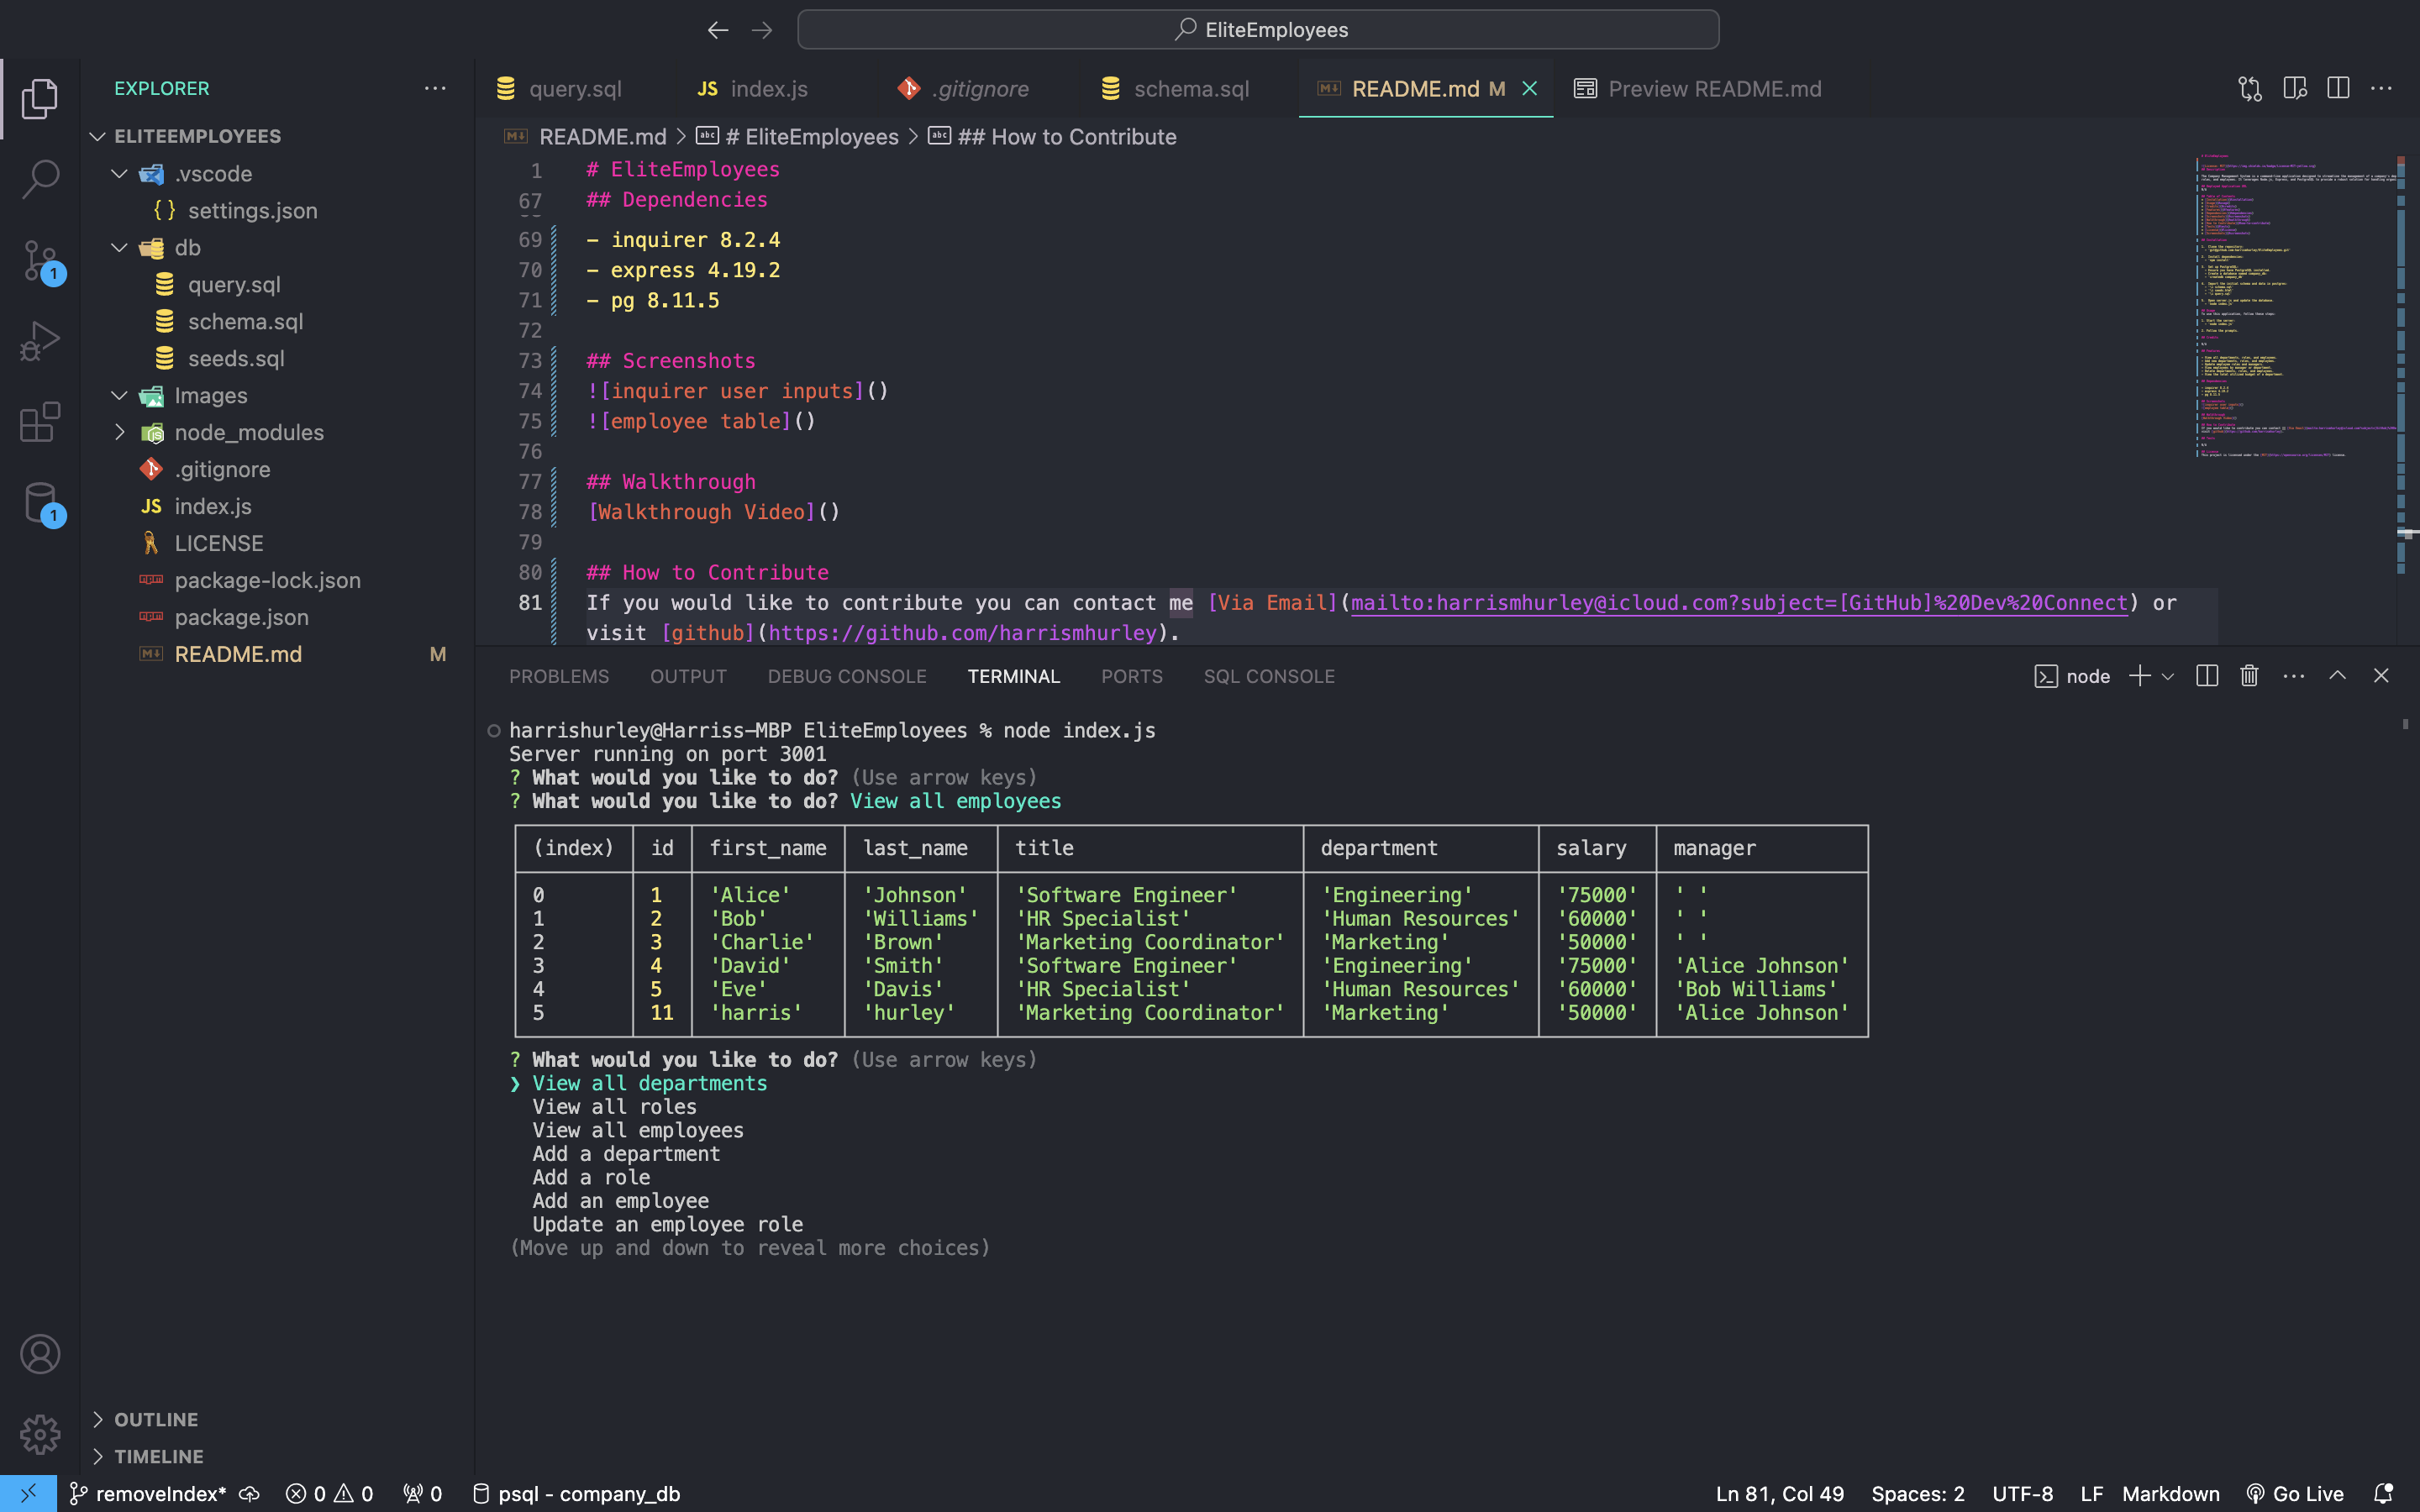 EliteEmployees
EXPLORER
ELITEEMPLOYEES
.vscode
{} settings.json
db
query.sql
schema.sql
seeds.sql
Images
node_modules
.gitignore
JS index.js
LICENSE
package-lock.json
package.json
README.md M
OUTLINE
TIMELINE
1
1
query.sql JS index.js .gitignore schema.sql README.md M Preview README.md
README.md > # EliteEmployees > ## How to Contribute
1 # EliteEmployees
67 ## Dependencies
69 - inquirer 8.2.4
70 - express 4.19.2
71 - pg 8.11.5
72
73 ## Screenshots
74 ![inquirer user inputs]()
75 ![employee table]()
76
77 ## Walkthrough
78 [Walkthrough Video]()
79
80 ## How to Contribute
81 If you would like to contribute you can contact me [Via Email](mailto:harrismhurley@icloud.com?subject=[GitHub]%20Dev%20Connect) or
visit [github](https://github.com/harrismhurley).
PROBLEMS OUTPUT DEBUG CONSOLE TERMINAL PORTS SQL CONSOLE node
harrishurley@Harriss-MBP EliteEmployees % node index.js
Server running on port 3001
? What would you like to do? (Use arrow keys)
? What would you like to do? View all employees
(index) id first_name last_name title department salary manager
0 1 'Alice' 'Johnson' 'Software Engineer' 'Engineering' '75000' ' '
1 2 'Bob' 'Williams' 'HR Specialist' 'Human Resources' '60000' ' '
2 3 'Charlie' 'Brown' 'Marketing Coordinator' 'Marketing' '50000' ' '
3 4 'David' 'Smith' 'Software Engineer' 'Engineering' '75000' 'Alice Johnson'
4 5 'Eve' 'Davis' 'HR Specialist' 'Human Resources' '60000' 'Bob Williams'
5 11 'harris' 'hurley' 'Marketing Coordinator' 'Marketing' '50000' 'Alice Johnson'
? What would you like to do? (Use arrow keys)
❯ View all departments
View all roles
View all employees
Add a department
Add a role
Add an employee
Update an employee role
(Move up and down to reveal more choices)
removeIndex* 0 0 0 psql - company_db Ln 81, Col 49 Spaces: 2 UTF-8 LF Markdown Go Live